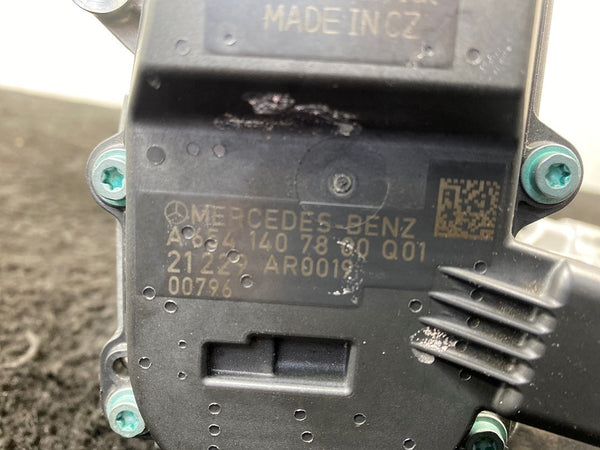 MADE IN CZ
MERCEDES-BENZ
A 654 140 78 00 Q01
21229 AR0019
00796